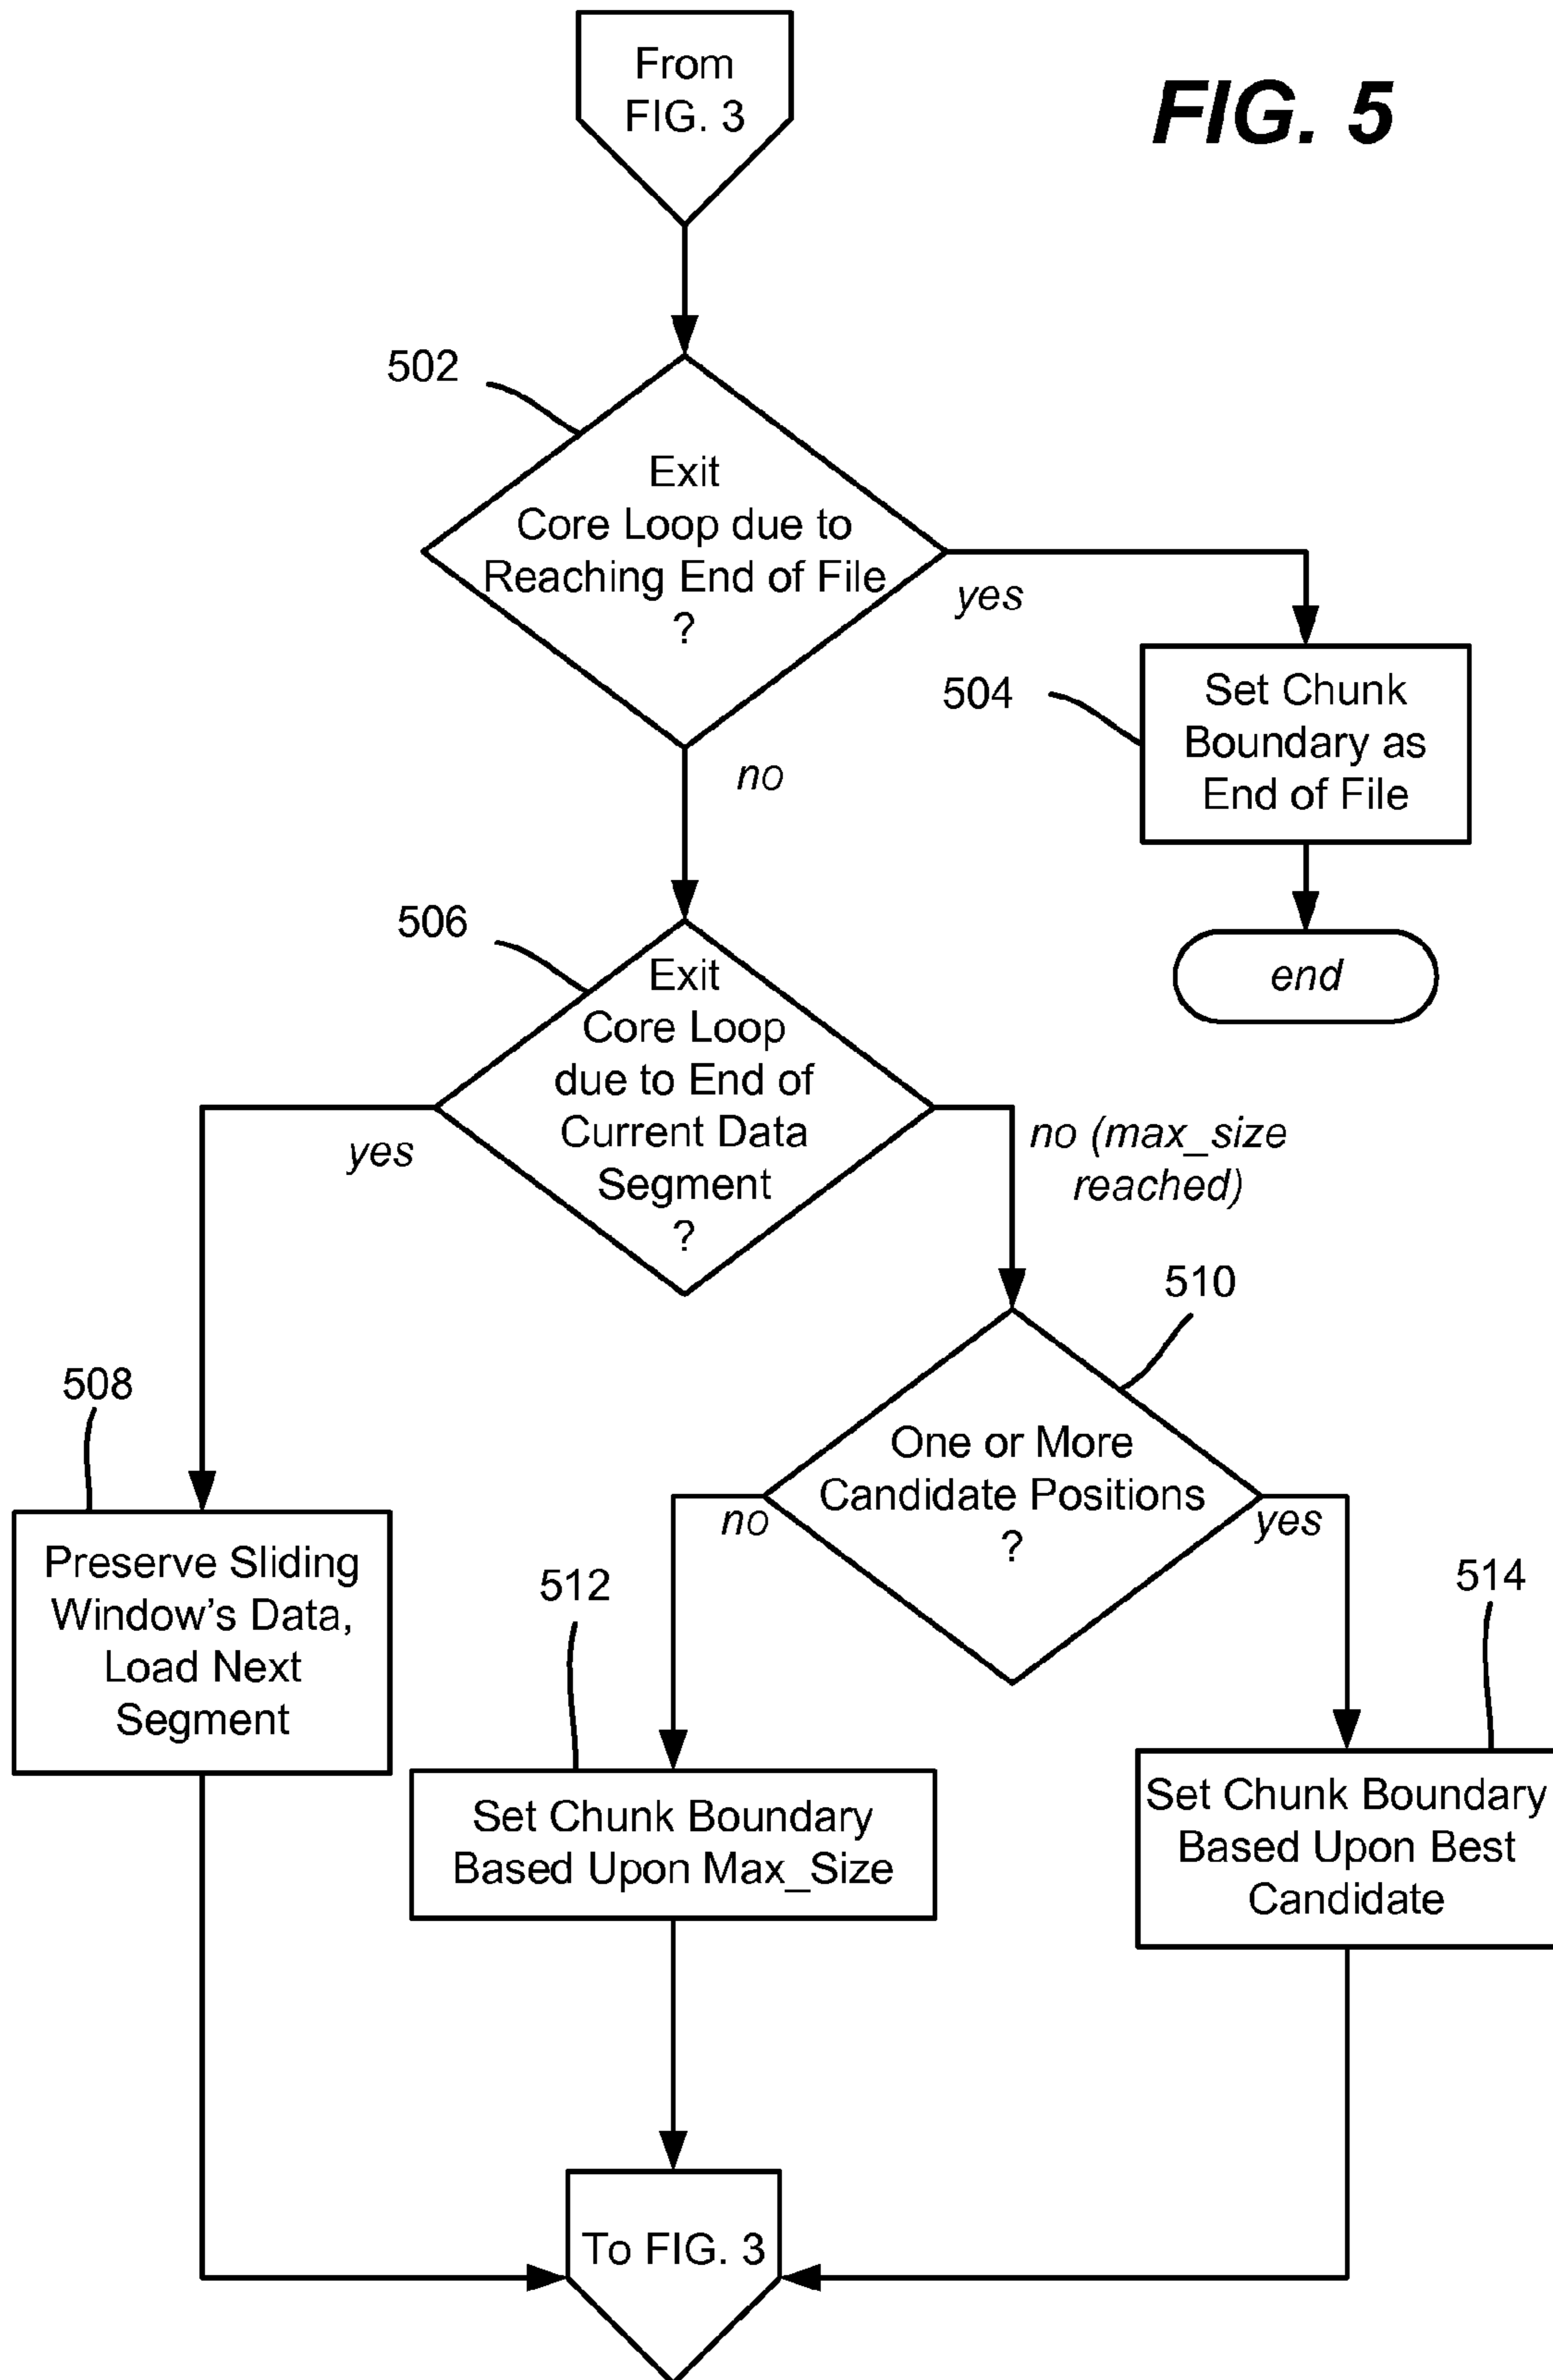 From
FIG. 3
FIG. 5
502
Exit
Core Loop due to
Reaching End of File
?
yes
no
504
Set Chunk
Boundary as
End of File
end
506
Exit
Core Loop
due to End of
Current Data
Segment
?
yes
no (max_size
reached)
508
Preserve Sliding
Window's Data,
Load Next
Segment
510
One or More
Candidate Positions
?
no
yes
512
Set Chunk Boundary
Based Upon Max_Size
514
Set Chunk Boundary
Based Upon Best
Candidate
To FIG. 3